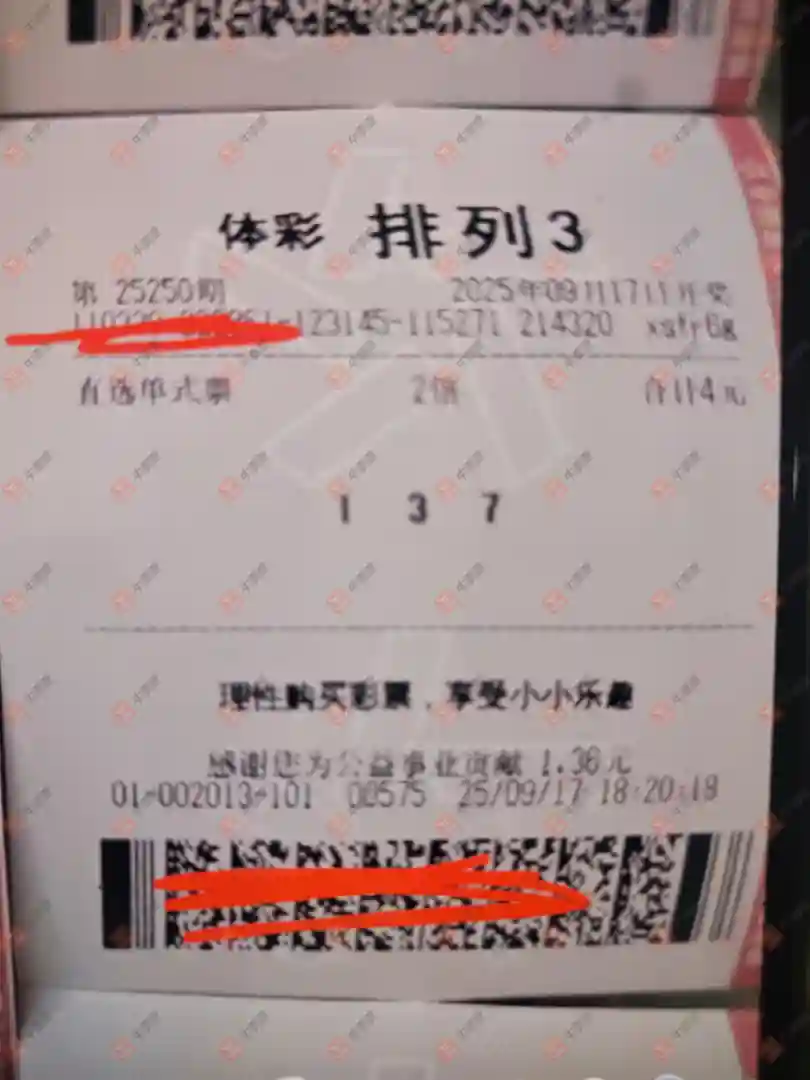 体彩 排列3
第 25250期 2025年09月17日开奖
-123145-115271 214320
直选单式票 2倍 合计4元
1 3 7
理性购买彩票，享受小小乐趣
感谢您为公益事业贡献 1.36元
01-002013-101 00575 25/09/17 18:20:18